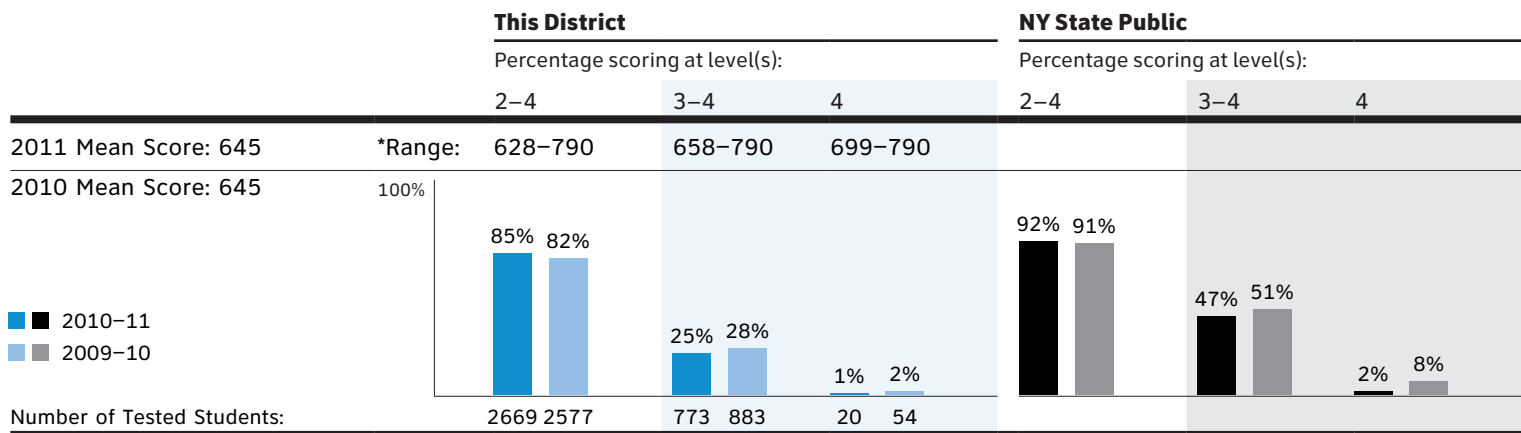 This District NY State Public
Percentage scoring at level(s): Percentage scoring at level(s):
2–4 3–4 4 2–4 3–4 4
2011 Mean Score: 645 *Range: 628–790 658–790 699–790
2010 Mean Score: 645 100%
85% 82% 25% 28% 1% 2% 92% 91% 47% 51% 2% 8%
2010–11
2009–10
Number of Tested Students: 2669 2577 773 883 20 54